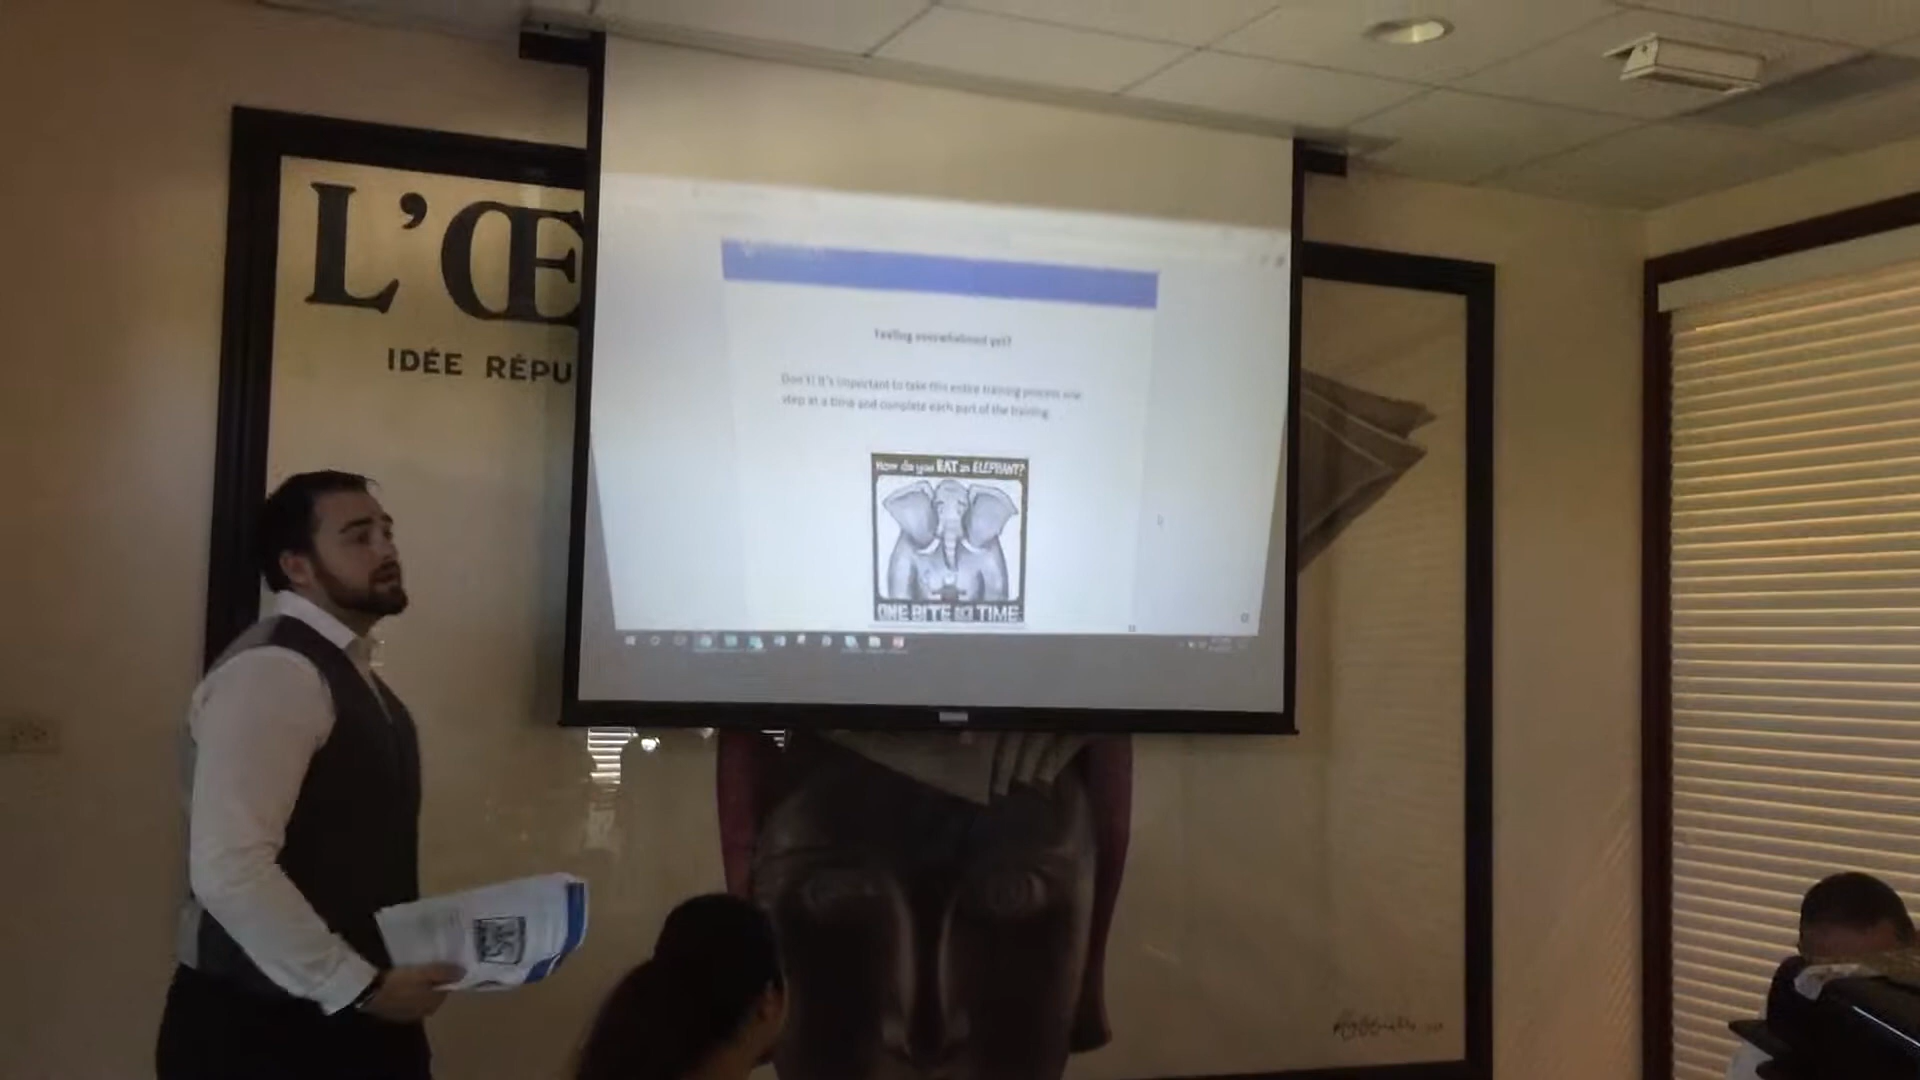 L'Œ
IDÉE RÉPU
Feeling overwhelmed yet?
Don't! It's important to take this entire training process one
step at a time and complete each part of the training
How do you EAT an ELEPHANT?
ONE BITE at a TIME